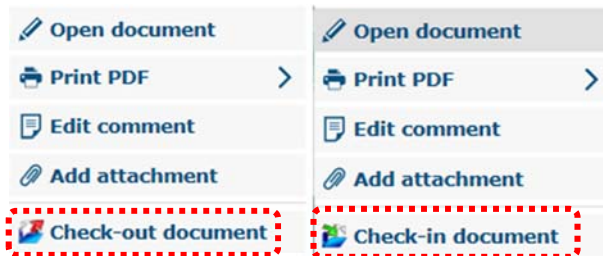 Open document
Print PDF
Edit comment
Add attachment
Check-out document
Open document
Print PDF
Edit comment
Add attachment
Check-in document